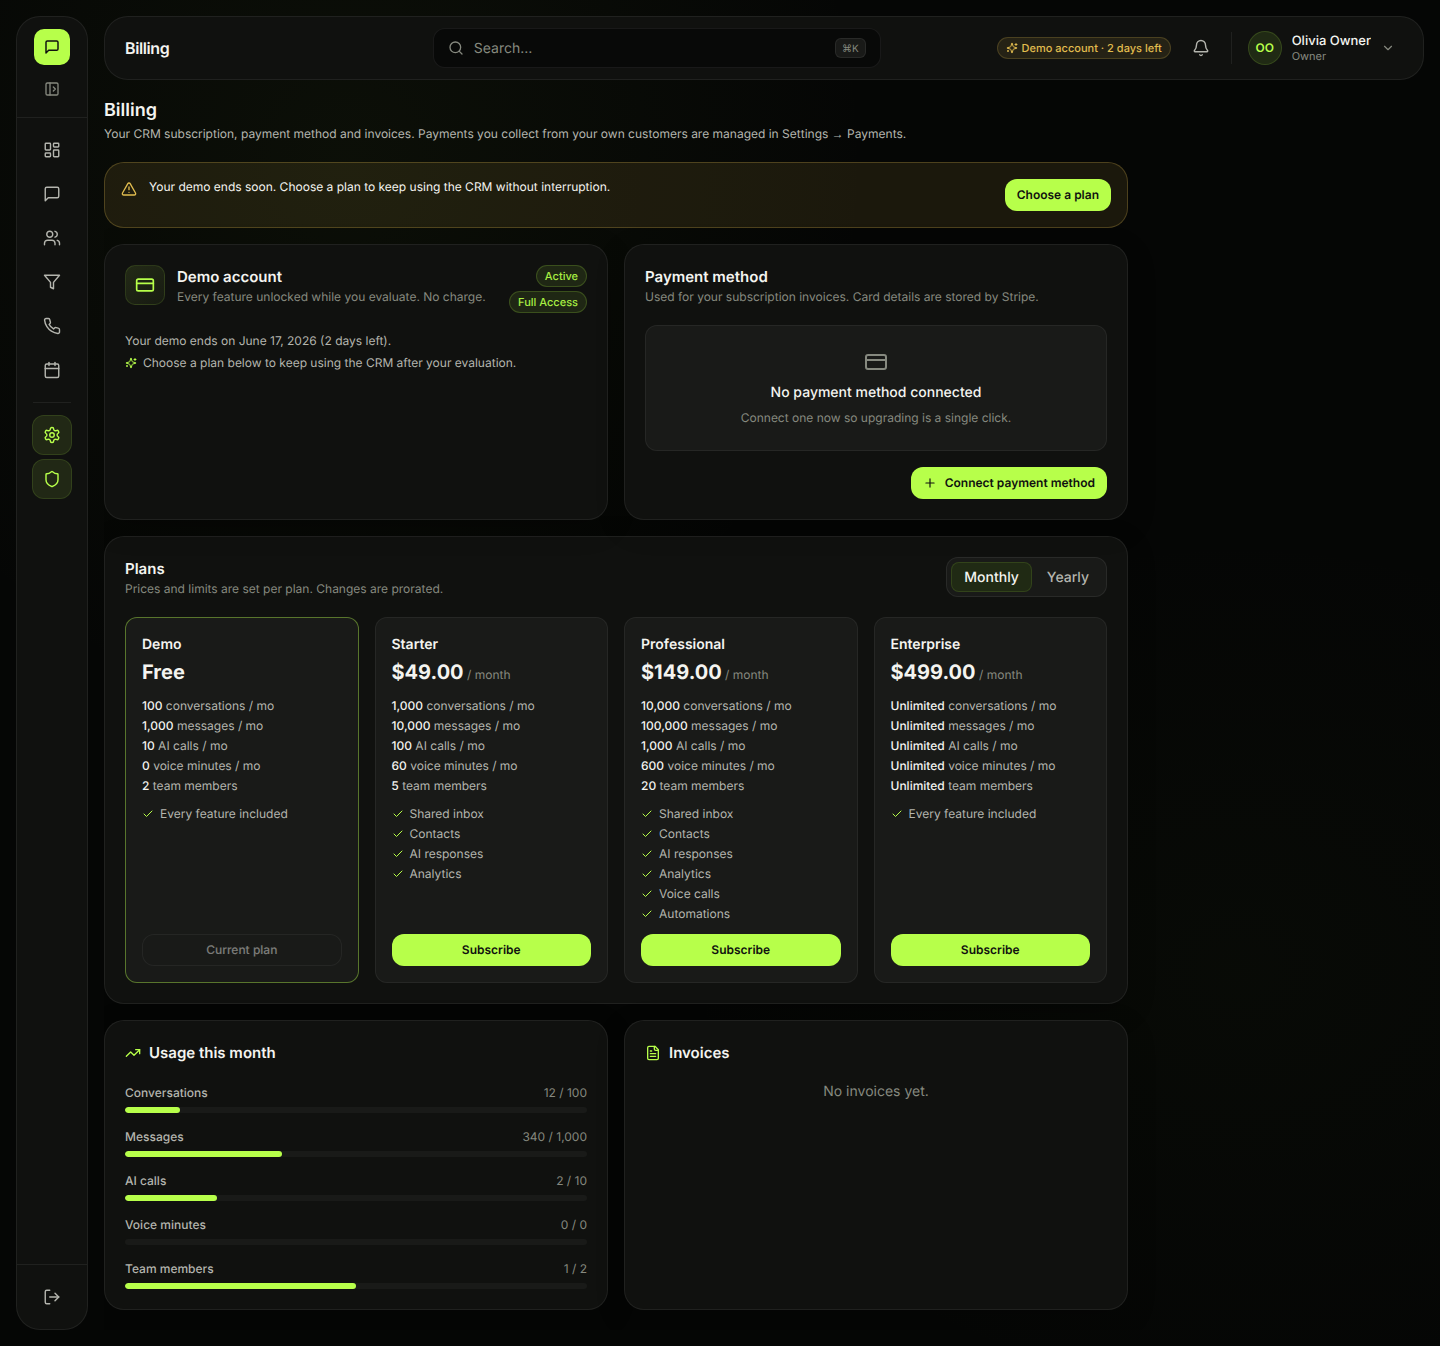 Billing
Search...
⌘K
Demo account · 2 days left
OO
Olivia Owner
Owner
Billing
Your CRM subscription, payment method and invoices. Payments you collect from your own customers are managed in Settings → Payments.
Your demo ends soon. Choose a plan to keep using the CRM without interruption.
Choose a plan
Demo account
Every feature unlocked while you evaluate. No charge.
Active
Full Access
Your demo ends on June 17, 2026 (2 days left).
Choose a plan below to keep using the CRM after your evaluation.
Payment method
Used for your subscription invoices. Card details are stored by Stripe.
No payment method connected
Connect one now so upgrading is a single click.
Connect payment method
Plans
Prices and limits are set per plan. Changes are prorated.
Monthly
Yearly
Demo
Free
100 conversations / mo
1,000 messages / mo
10 AI calls / mo
0 voice minutes / mo
2 team members
Every feature included
Current plan
Starter
$49.00 / month
1,000 conversations / mo
10,000 messages / mo
100 AI calls / mo
60 voice minutes / mo
5 team members
Shared inbox
Contacts
AI responses
Analytics
Subscribe
Professional
$149.00 / month
10,000 conversations / mo
100,000 messages / mo
1,000 AI calls / mo
600 voice minutes / mo
20 team members
Shared inbox
Contacts
AI responses
Analytics
Voice calls
Automations
Subscribe
Enterprise
$499.00 / month
Unlimited conversations / mo
Unlimited messages / mo
Unlimited AI calls / mo
Unlimited voice minutes / mo
Unlimited team members
Every feature included
Subscribe
Usage this month
Conversations
12 / 100
Messages
340 / 1,000
AI calls
2 / 10
Voice minutes
0 / 0
Team members
1 / 2
Invoices
No invoices yet.